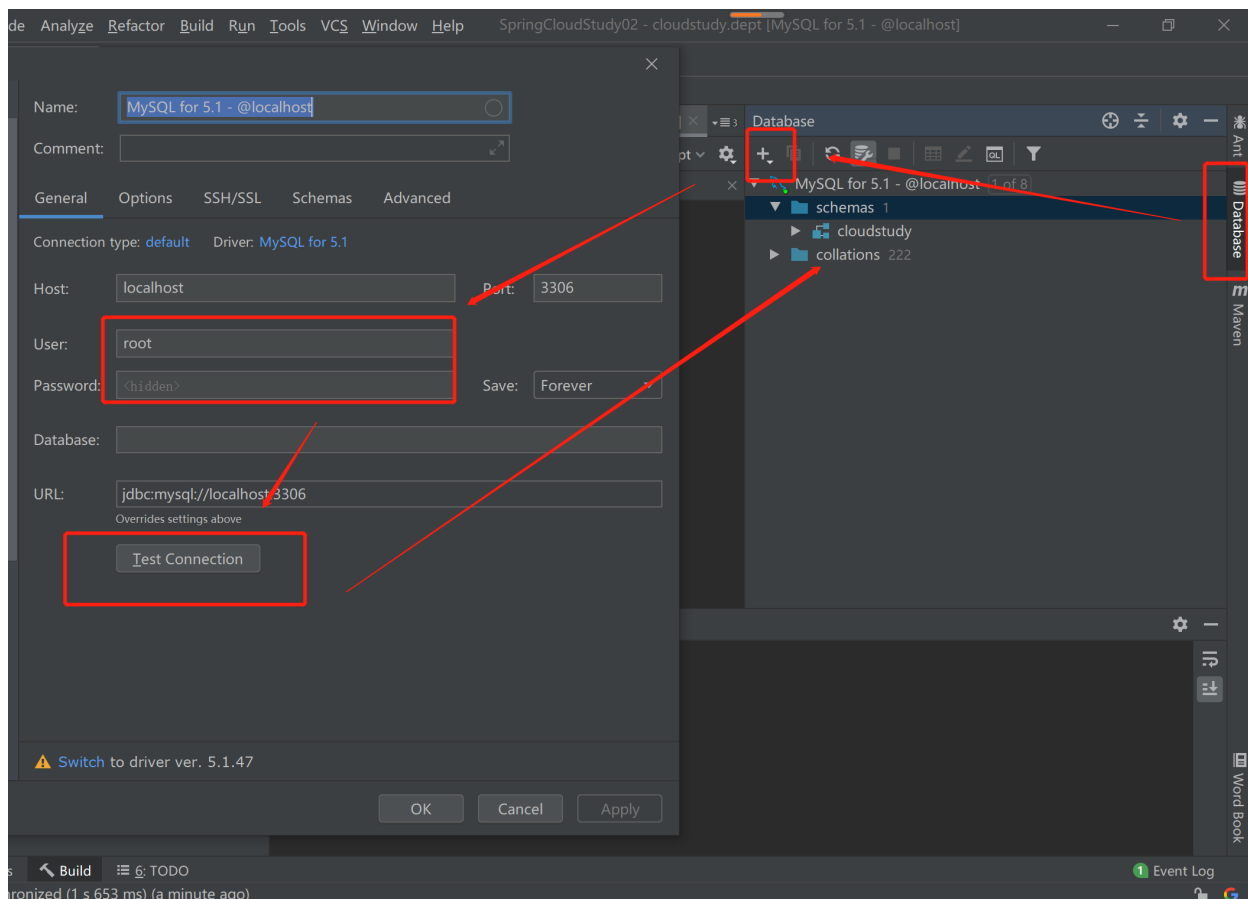 de Analyze Refactor Build Run Tools VCS Window Help SpringCloudStudy02 - cloudstudy.dept [MySQL for 5.1 - @localhost]
Name: MySQL for 5.1 - @localhost
Comment:
General Options SSH/SSL Schemas Advanced
Connection type: default Driver: MySQL for 5.1
Host: localhost Port: 3306
User: root
Password: <hidden> Save: Forever
Database:
URL: jdbc:mysql://localhost:3306
Overrides settings above
Test Connection
Switch to driver ver. 5.1.47
OK Cancel Apply
3
pt
Database
QL
MySQL for 5.1 - @localhost 1 of 8
schemas 1
cloudstudy
collations 222
Ant
Database
m Maven
Word Book
s Build 6: TODO
1 Event Log
hronized (1 s 653 ms) (a minute ago)